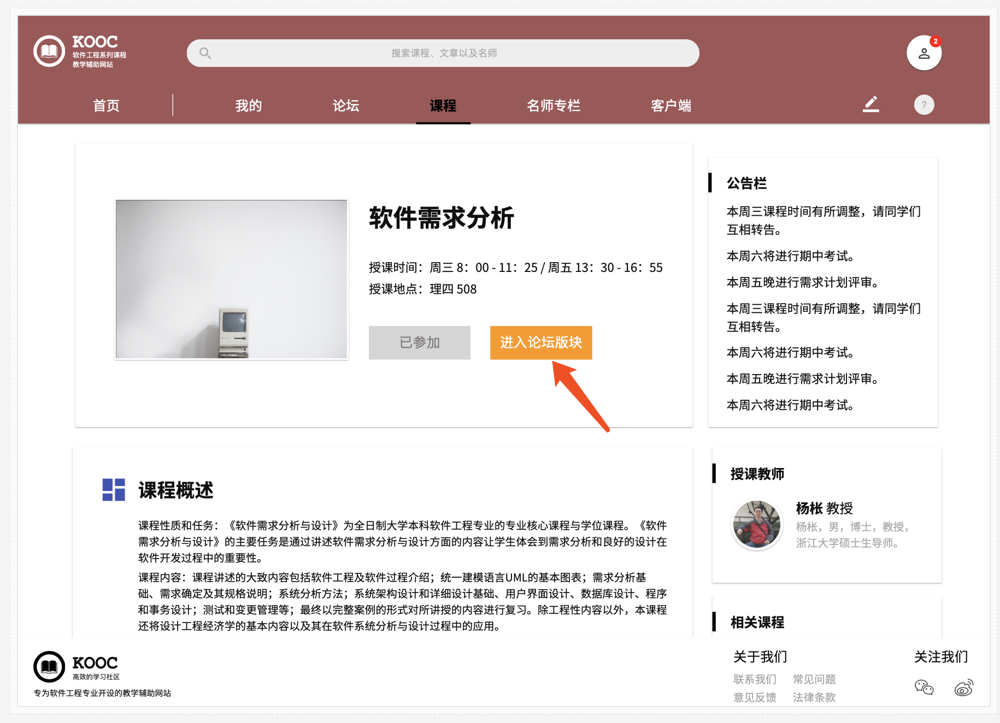 KOOC
软件工程系列课程
教学辅助网站
搜索课程、文章以及名师
2
首页
我的
论坛
课程
名师专栏
客户端
?
软件需求分析
授课时间：周三 8：00 - 11：25 / 周五 13：30 - 16：55
授课地点：理四 508
已参加
进入论坛版块
公告栏
本周三课程时间有所调整，请同学们
互相转告。
本周六将进行期中考试。
本周五晚进行需求计划评审。
本周三课程时间有所调整，请同学们
互相转告。
本周六将进行期中考试。
本周五晚进行需求计划评审。
本周六将进行期中考试。
课程概述
课程性质和任务：《软件需求分析与设计》为全日制大学本科软件工程专业的专业核心课程与学位课程。《软件
需求分析与设计》的主要任务是通过讲述软件需求分析与设计方面的内容让学生体会到需求分析和良好的设计在
软件开发过程中的重要性。
课程内容：课程讲述的大致内容包括软件工程及软件过程介绍；统一建模语言UML的基本图表；需求分析基
础、需求确定及其规格说明；系统分析方法；系统架构设计和详细设计基础、用户界面设计、数据库设计、程序
和事务设计；测试和变更管理等；最终以完整案例的形式对所讲授的内容进行复习。除工程性内容以外，本课程
还将设计工程经济学的基本内容以及其在软件系统分析与设计过程中的应用。
授课教师
杨枨 教授
杨枨，男，博士，教授，
浙江大学硕士生导师。
相关课程
KOOC
高效的学习社区
专为软件工程专业开设的教学辅助网站
关于我们
联系我们 常见问题
意见反馈 法律条款
关注我们